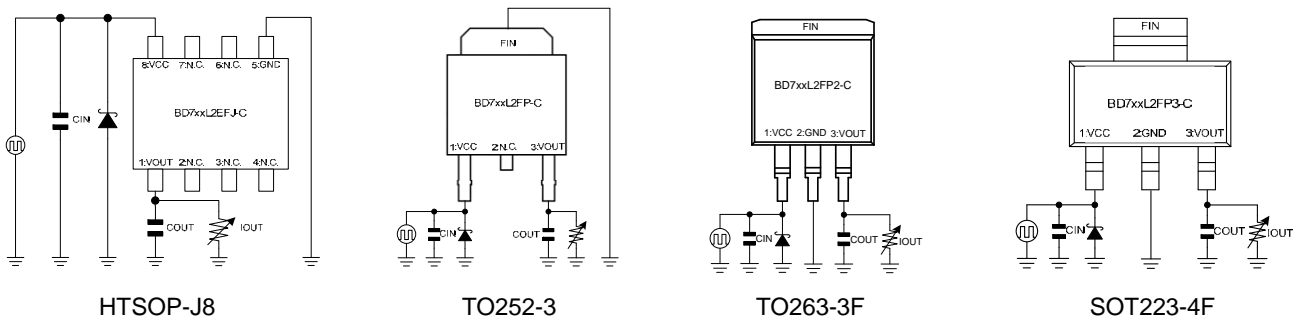 8:VCC 7:N.C. 6:N.C. 5:GND
BD7xxL2EFJ-C
1:VOUT 2:N.C. 3:N.C. 4:N.C.
CIN
COUT
IOUT
HTSOP-J8
FIN
BD7xxL2FP-C
1:VCC 2:N.C. 3:VOUT
CIN
COUT
TO252-3
FIN
BD7xxL2FP2-C
1:VCC 2:GND 3:VOUT
CIN
COUT
IOUT
TO263-3F
FIN
BD7xxL2FP3-C
1:VCC 2:GND 3:VOUT
CIN
COUT
IOUT
SOT223-4F